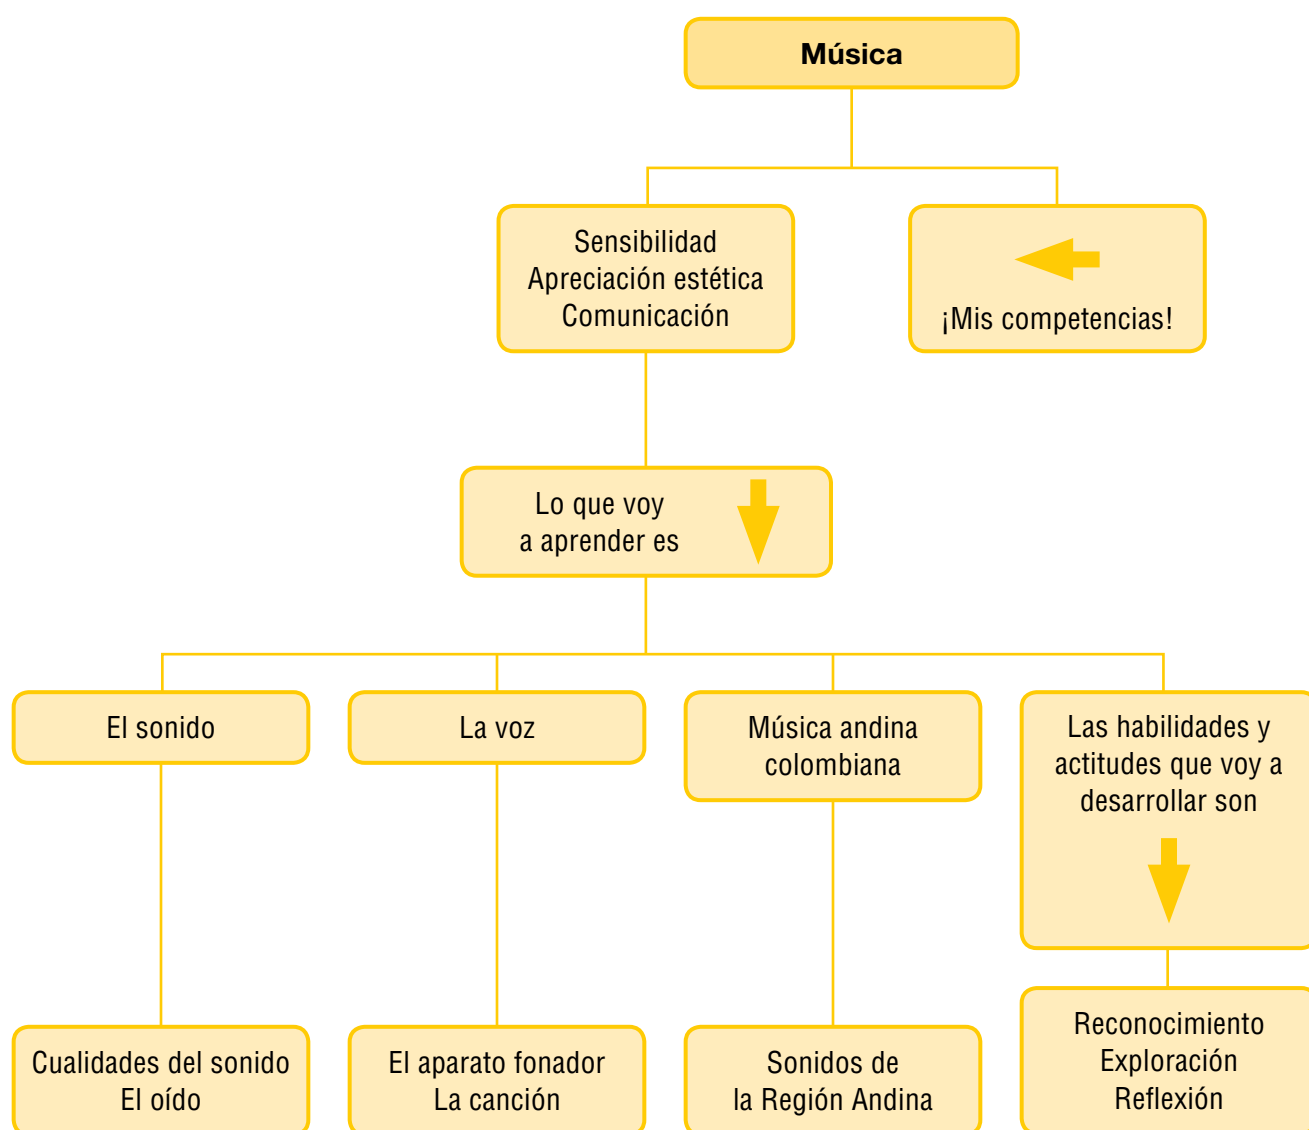 Música
Sensibilidad
Apreciación estética
Comunicación
¡Mis competencias!
Lo que voy
a aprender es
El sonido
La voz
Música andina
colombiana
Las habilidades y
actitudes que voy a
desarrollar son
Cualidades del sonido
El oído
El aparato fonador
La canción
Sonidos de
la Región Andina
Reconocimiento
Exploración
Reflexión